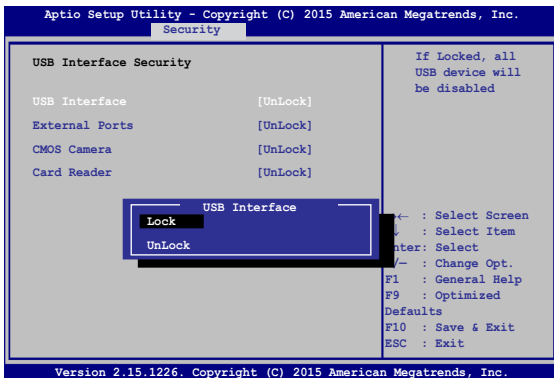 Aptio Setup Utility - Copyright (C) 2015 American Megatrends, Inc.
Security
USB Interface Security
USB Interface [UnLock]
External Ports [UnLock]
CMOS Camera [UnLock]
Card Reader [UnLock]
USB Interface
Lock
UnLock
If Locked, all
USB device will
be disabled
→← : Select Screen
↓ : Select Item
nter: Select
/— : Change Opt.
F1 : General Help
F9 : Optimized
Defaults
F10 : Save & Exit
ESC : Exit
Version 2.15.1226. Copyright (C) 2015 American Megatrends, Inc.